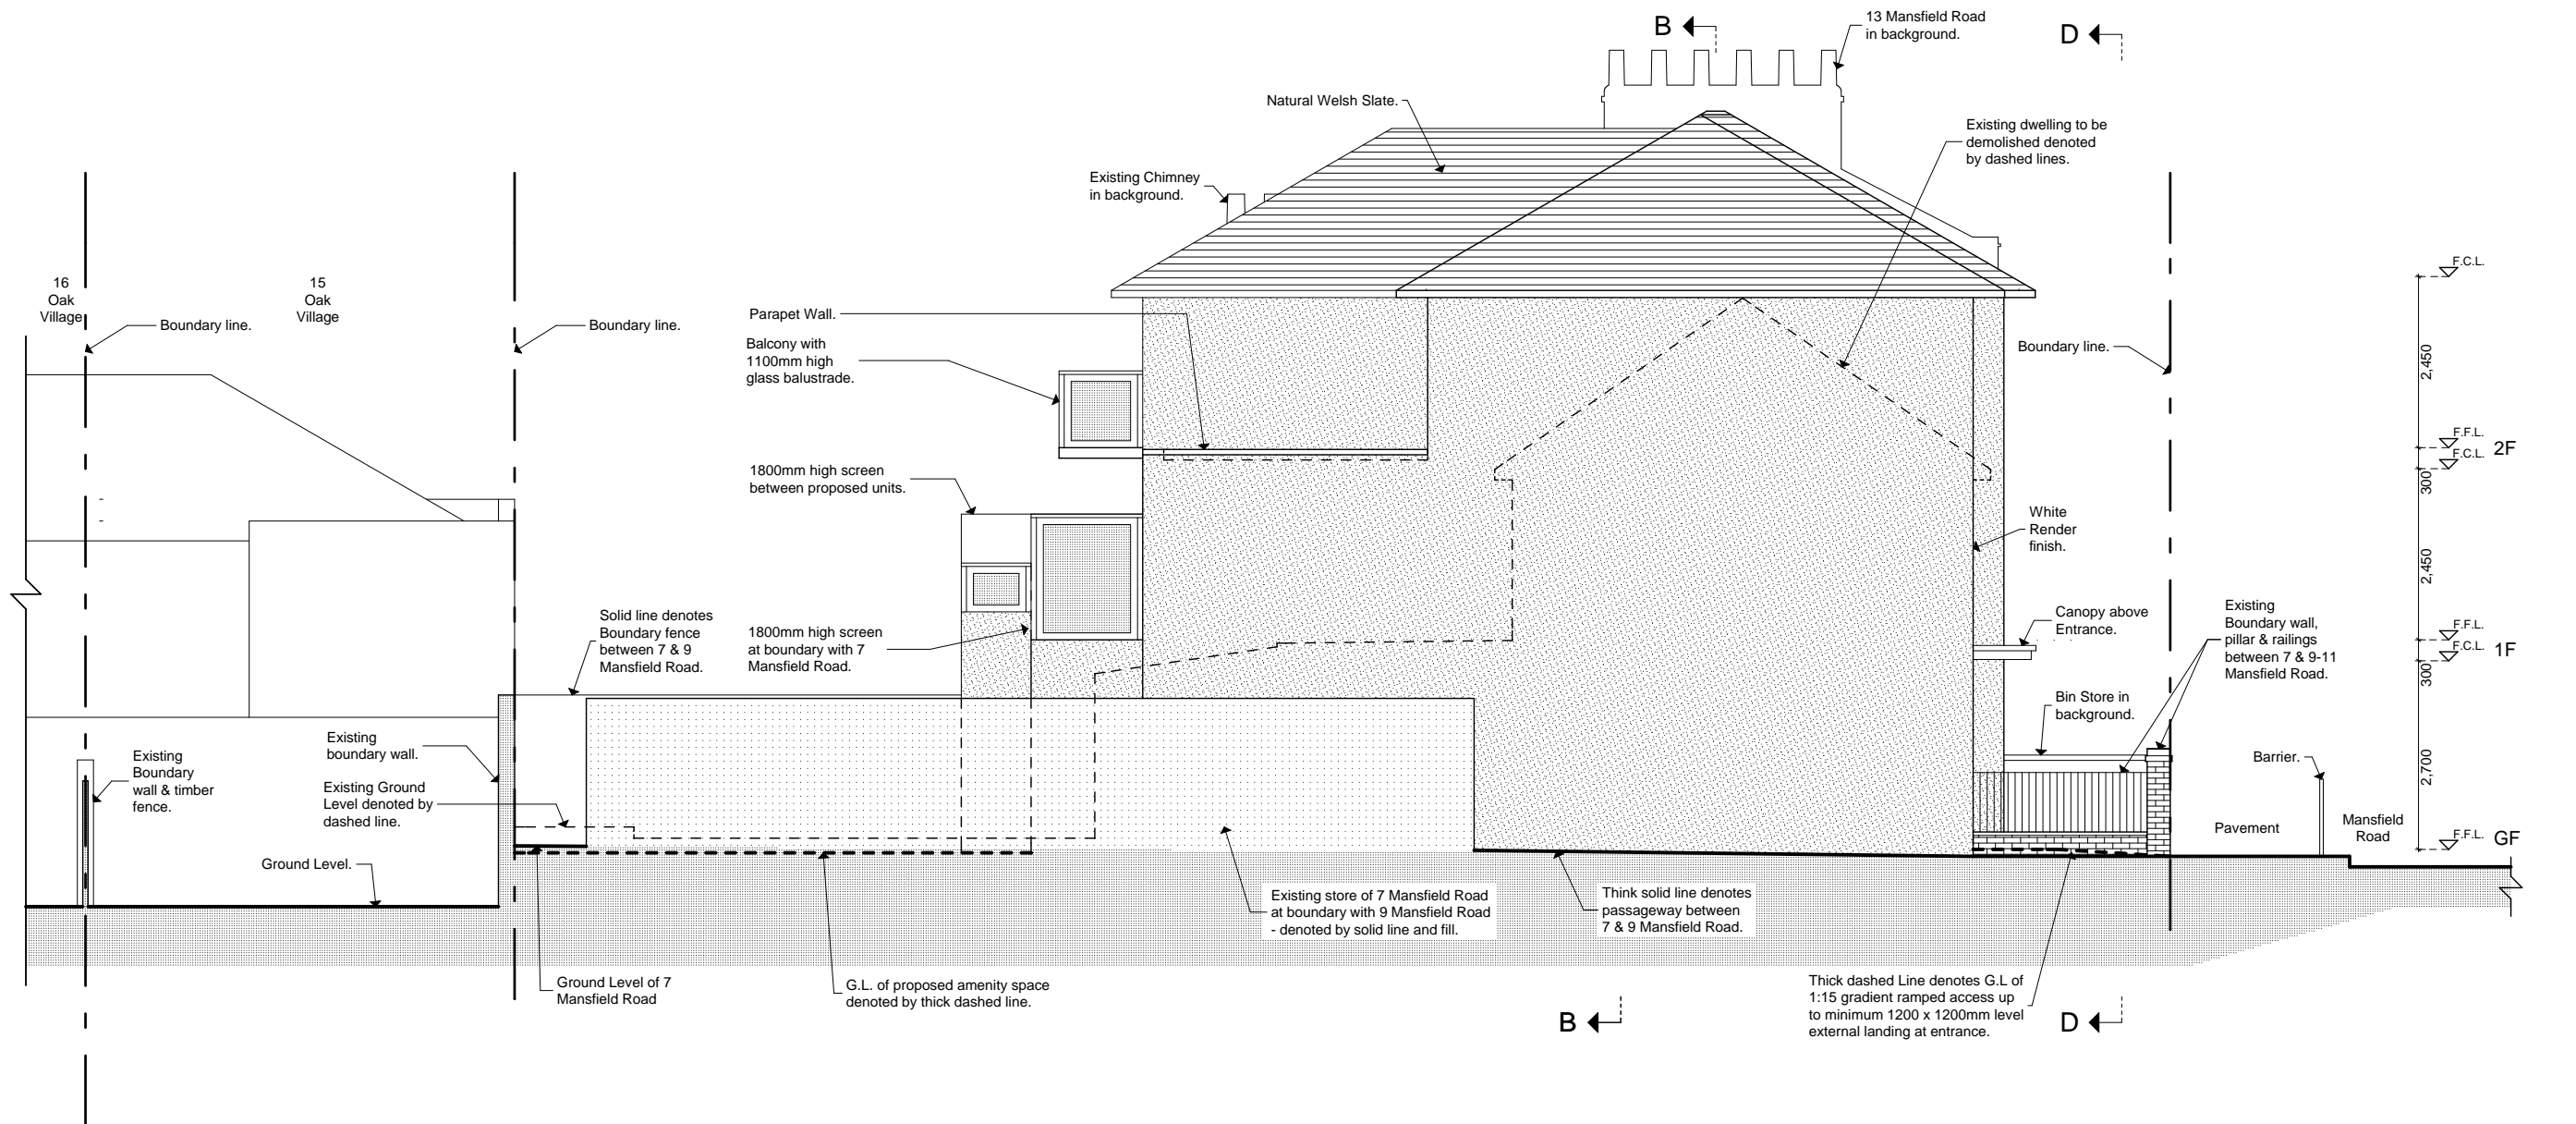 B
13 Mansfield Road
in background.
D
Natural Welsh Slate.
Existing dwelling to be
demolished denoted
by dashed lines.
Existing Chimney
in background.
16
Oak
Village
15
Oak
Village
Boundary line.
Boundary line.
Parapet Wall.
Balcony with
1100mm high
glass balustrade.
Boundary line.
F.C.L.
2,450
F.F.L.
2F
F.C.L.
300
1800mm high screen
between proposed units.
White
Render
finish.
2,450
Solid line denotes
Boundary fence
between 7 & 9
Mansfield Road.
1800mm high screen
at boundary with 7
Mansfield Road.
Canopy above
Entrance.
Existing
Boundary wall,
pillar & railings
between 7 & 9-11
Mansfield Road.
F.F.L.
1F
F.C.L.
300
Bin Store in
background.
Existing
boundary wall.
Existing
Boundary
wall & timber
fence.
Existing Ground
Level denoted by
dashed line.
Barrier.
2,700
Pavement
Mansfield
Road
F.F.L.
GF
Ground Level.
Existing store of 7 Mansfield Road
at boundary with 9 Mansfield Road
- denoted by solid line and fill.
Think solid line denotes
passageway between
7 & 9 Mansfield Road.
Ground Level of 7
Mansfield Road
G.L. of proposed amenity space
denoted by thick dashed line.
Thick dashed Line denotes G.L of
1:15 gradient ramped access up
to minimum 1200 x 1200mm level
external landing at entrance.
B
D